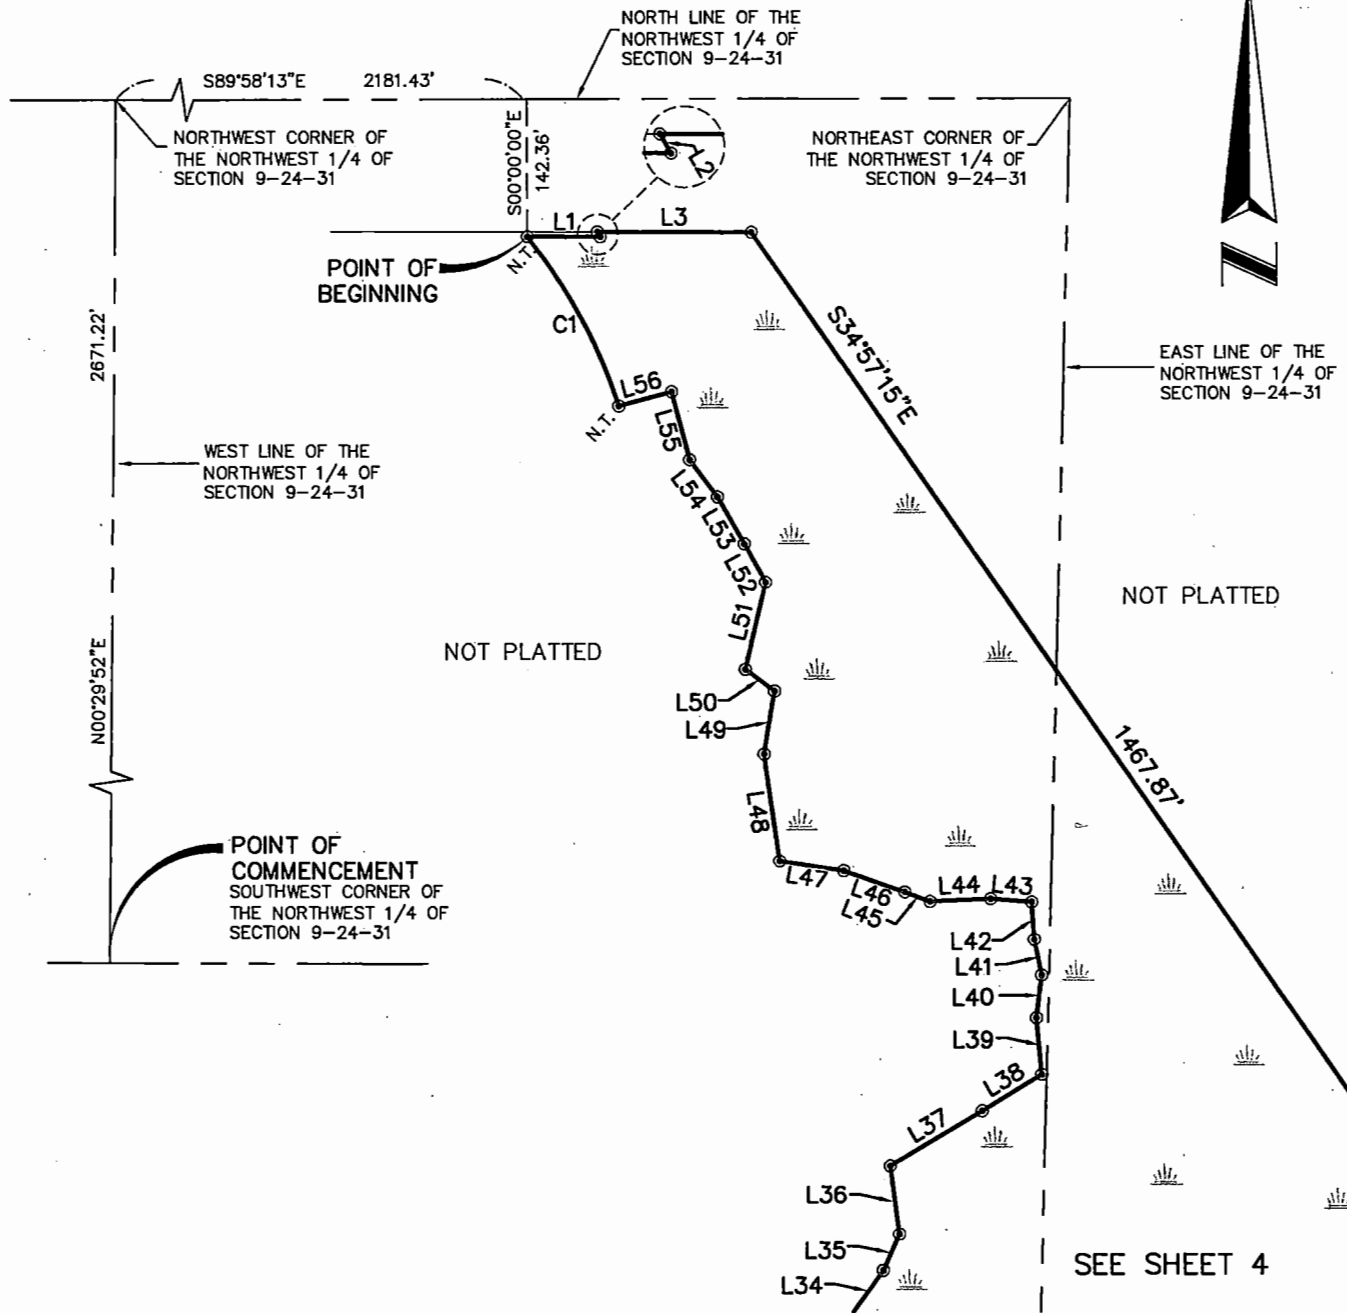 NORTH LINE OF THE
NORTHWEST 1/4 OF
SECTION 9-24-31
S89°58'13"E 2181.43'
NORTHWEST CORNER OF
THE NORTHWEST 1/4 OF
SECTION 9-24-31
S00°00'00"E
142.36'
L2
NORTHEAST CORNER OF
THE NORTHWEST 1/4 OF
SECTION 9-24-31
N
L1
L3
N.T.
POINT OF
BEGINNING
C1
S34°57'15"E
2671.22'
EAST LINE OF THE
NORTHWEST 1/4 OF
SECTION 9-24-31
L56
N.T.
L55
WEST LINE OF THE
NORTHWEST 1/4 OF
SECTION 9-24-31
L54
L53
L52
L51
NOT PLATTED
NOT PLATTED
N00°29'52"E
L50
L49
1467.87'
L48
POINT OF
COMMENCEMENT
SOUTHWEST CORNER OF
THE NORTHWEST 1/4 OF
SECTION 9-24-31
L47
L46
L45
L44
L43
L42
L41
L40
L39
L38
L37
L36
L35
L34
SEE SHEET 4